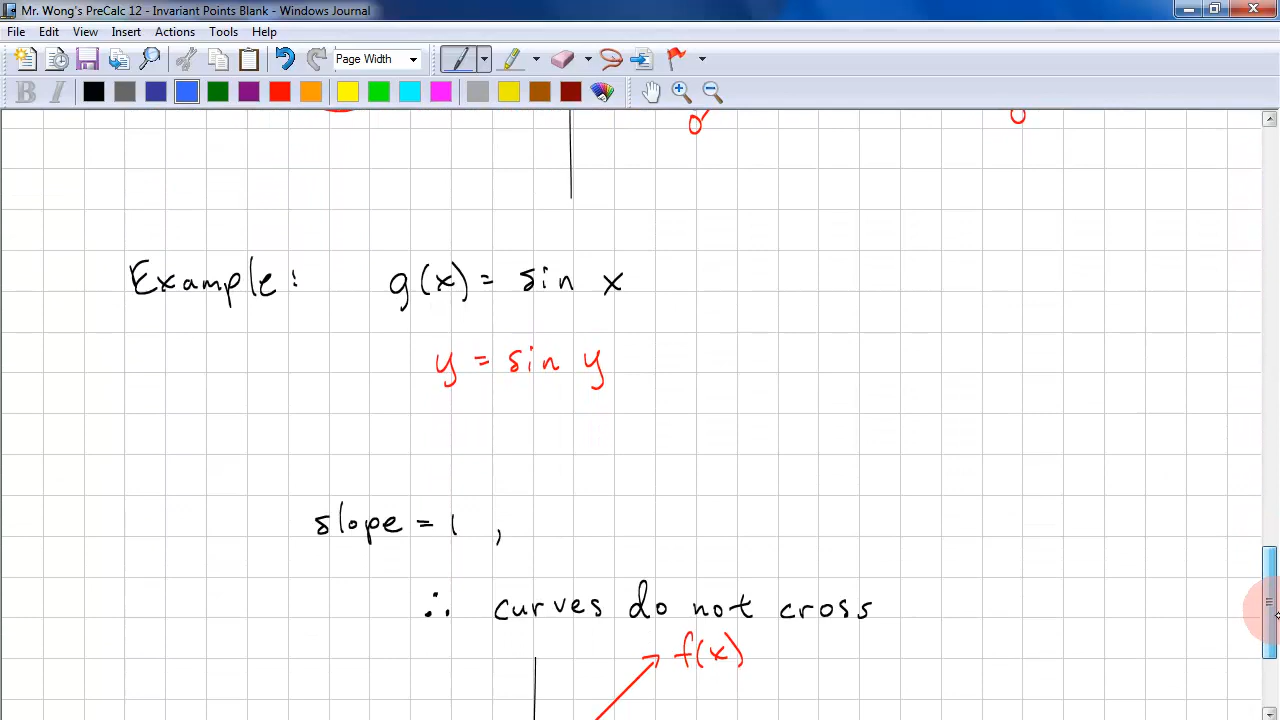 Mr. Wong's PreCalc 12 - Invariant Points Blank - Windows Journal
File Edit View Insert Actions Tools Help
Page Width
B I
Example: g(x) = sin x
y = sin y
slope = 1 ,
∴ curves do not cross
f(x)